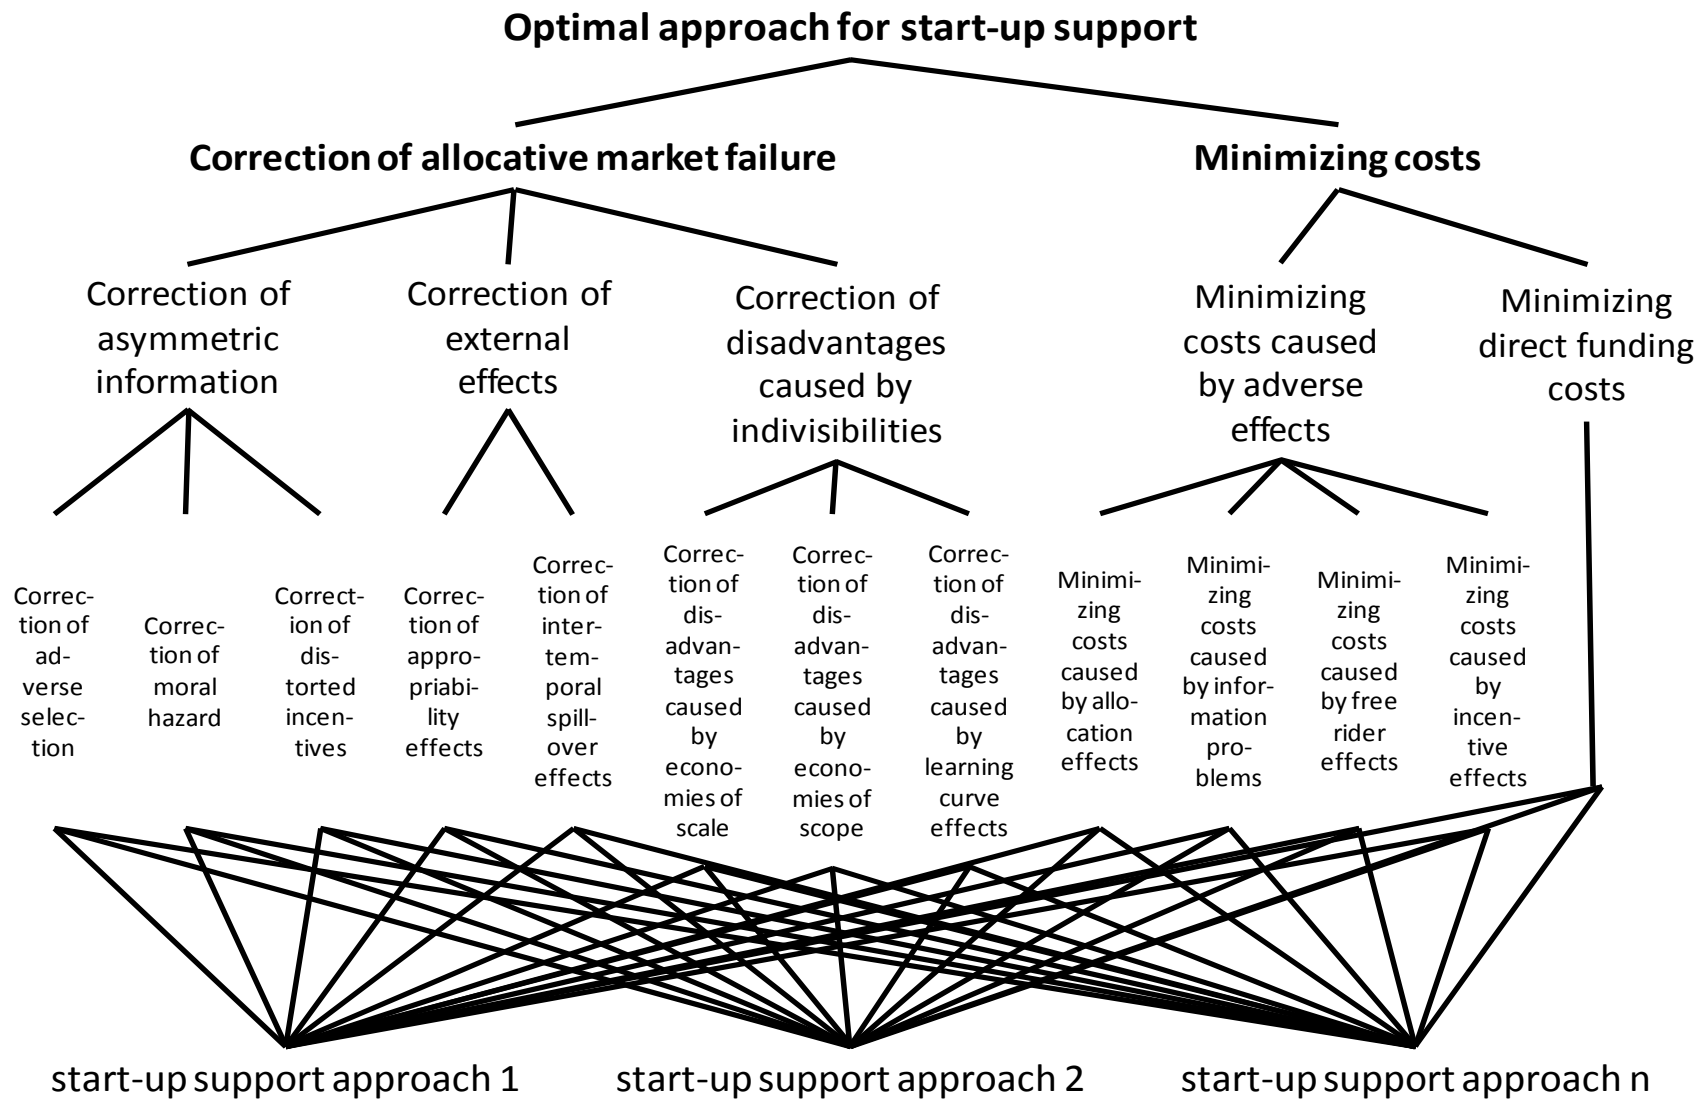 Optimal approach for start-up support
Correction of allocative market failure
Minimizing costs
Correction of
asymmetric
information
Correction of
external
effects
Correction of
disadvantages
caused by
indivisibilities
Minimizing
costs caused
by adverse
effects
Minimizing
direct funding
costs
Correc-
tion of
ad-
verse
selec-
tion
Correc-
tion of
moral
hazard
Correct-
ion of
dis-
torted
incen-
tives
Correc-
tion of
appro-
priabi-
lity
effects
Correc-
tion of
inter-
tem-
poral
spill-
over
effects
Correc-
tion of
dis-
advan-
tages
caused
by
econo-
mies of
scale
Correc-
tion of
dis-
advan-
tages
caused
by
econo-
mies of
scope
Correc-
tion of
dis-
advan-
tages
caused
by
learning
curve
effects
Minimi-
zing
costs
caused
by allo-
cation
effects
Minimi-
zing
costs
caused
by infor-
mation
pro-
blems
Minimi-
zing
costs
caused
by free
rider
effects
Minimi-
zing
costs
caused
by
incen-
tive
effects
start-up support approach 1
start-up support approach 2
start-up support approach n